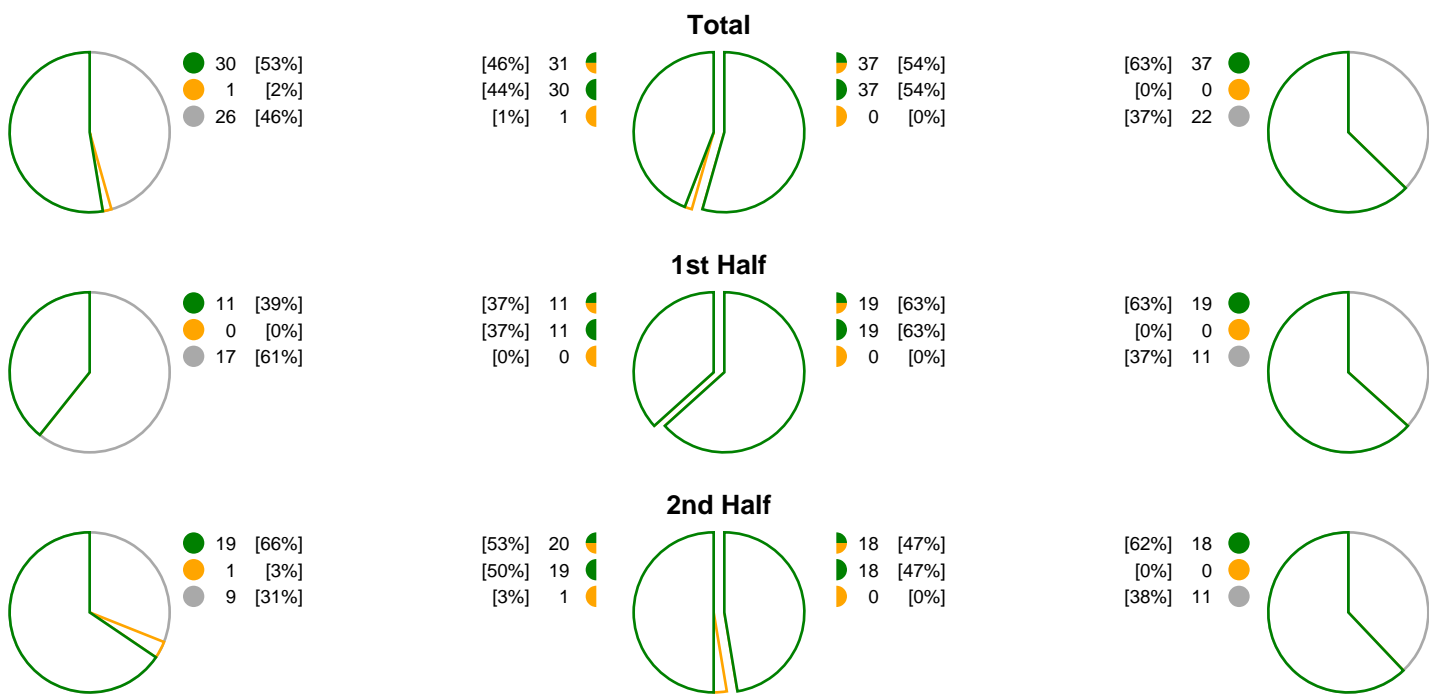 Total
30 [53%] [46%] 31 37 [54%] [63%] 37
1 [2%] [44%] 30 37 [54%] [0%] 0
26 [46%] [1%] 1 0 [0%] [37%] 22
1st Half
11 [39%] [37%] 11 19 [63%] [63%] 19
0 [0%] [37%] 11 19 [63%] [0%] 0
17 [61%] [0%] 0 0 [0%] [37%] 11
2nd Half
19 [66%] [53%] 20 18 [47%] [62%] 18
1 [3%] [50%] 19 18 [47%] [0%] 0
9 [31%] [3%] 1 0 [0%] [38%] 11